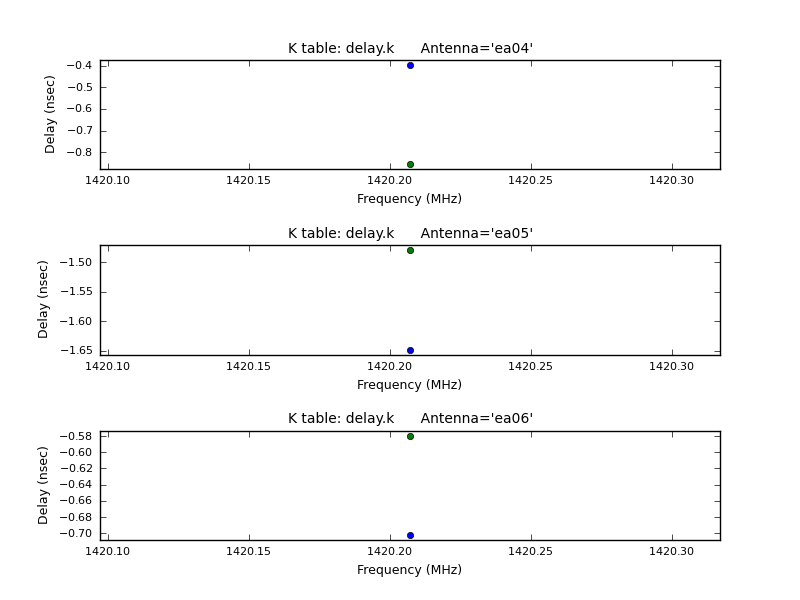 K table: delay.k Antenna='ea04'
−0.4
−0.5
−0.6
−0.7
−0.8
Delay (nsec)
1420.10 1420.15 1420.20 1420.25 1420.30
Frequency (MHz)
K table: delay.k Antenna='ea05'
−1.50
−1.55
−1.60
−1.65
Delay (nsec)
1420.10 1420.15 1420.20 1420.25 1420.30
Frequency (MHz)
K table: delay.k Antenna='ea06'
−0.58
−0.60
−0.62
−0.64
−0.66
−0.68
−0.70
Delay (nsec)
1420.10 1420.15 1420.20 1420.25 1420.30
Frequency (MHz)